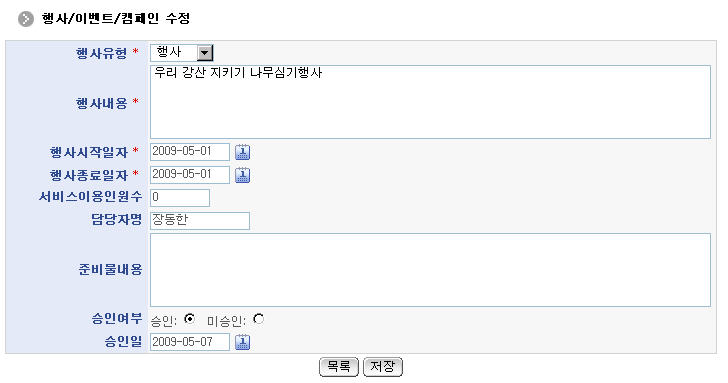 행사/이벤트/캠페인 수정
행사유형 * 행사
행사내용 * 우리 강산 지키기 나무심기행사
행사시작일자 * 2009-05-01
행사종료일자 * 2009-05-01
서비스이용인원수 0
담당자명 장동한
준비물내용
승인여부 승인: 미승인:
승인일 2009-05-07
목록 저장